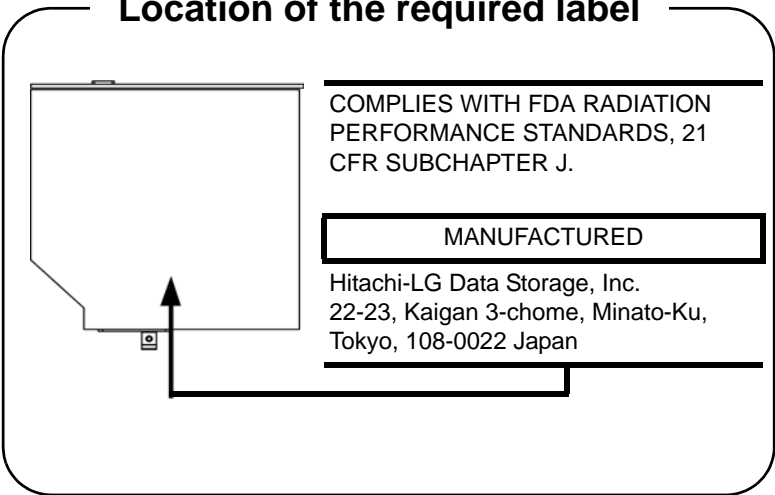 Location of the required label
COMPLIES WITH FDA RADIATION
PERFORMANCE STANDARDS, 21
CFR SUBCHAPTER J.
MANUFACTURED
Hitachi-LG Data Storage, Inc.
22-23, Kaigan 3-chome, Minato-Ku,
Tokyo, 108-0022 Japan